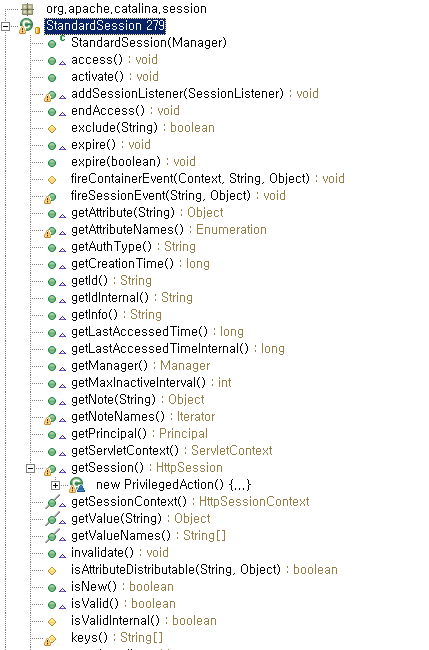 org.apache.catalina.session
StandardSession 279
StandardSession(Manager)
access() : void
activate() : void
addSessionListener(SessionListener) : void
endAccess() : void
exclude(String) : boolean
expire() : void
expire(boolean) : void
fireContainerEvent(Context, String, Object) : void
fireSessionEvent(String, Object) : void
getAttribute(String) : Object
getAttributeNames() : Enumeration
getAuthType() : String
getCreationTime() : long
getId() : String
getIdInternal() : String
getInfo() : String
getLastAccessedTime() : long
getLastAccessedTimeInternal() : long
getManager() : Manager
getMaxInactiveInterval() : int
getNote(String) : Object
getNoteNames() : Iterator
getPrincipal() : Principal
getServletContext() : ServletContext
getSession() : HttpSession
new PrivilegedAction() {...}
getSessionContext() : HttpSessionContext
getValue(String) : Object
getValueNames() : String[]
invalidate() : void
isAttributeDistributable(String, Object) : boolean
isNew() : boolean
isValid() : boolean
isValidInternal() : boolean
keys() : String[]